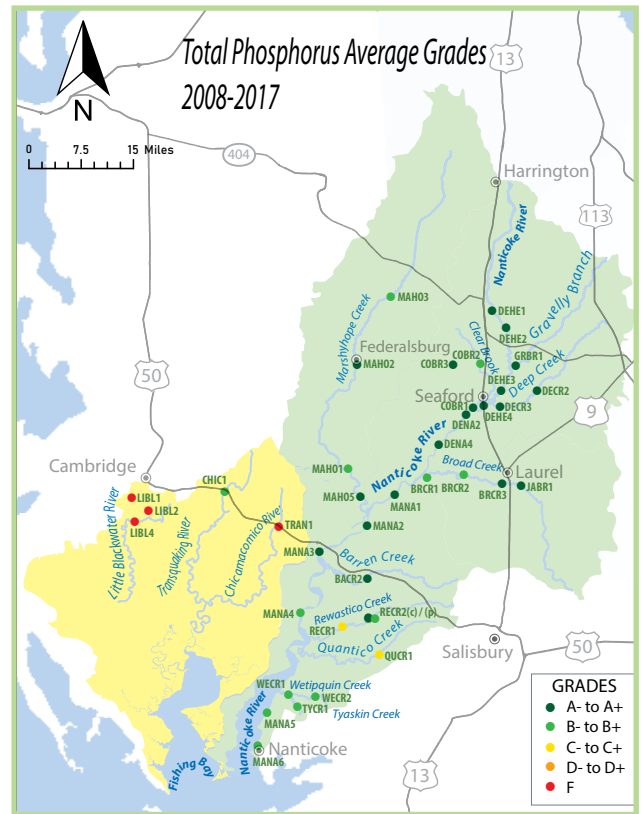 Total Phosphorus Average Grades
2008-2017
N
0 7.5 15 Miles
13
404
Harrington
113
Nanticoke River
Gravelly Branch
MAHO3
DEHE1
DEHE2
Marshyhope Creek
Clear Brook
Federalsburg
MAHO2
COBR3
COBR2
GRBR1
50
DEHE3
Deep Creek
DECR2
Seaford
COBR1
DECR3
DEHE4
DENA2
9
Nanticoke River
DENA4
Cambridge
CHIC1
MAHO1
Broad Creek
Laurel
BRCR1
BRCR2
BRCR3
JABR1
LIBL1
LIBL2
LIBL4
MAHO5
MANA1
Little Blackwater River
Transquaking River
Chicamacomico River
TRAN1
MANA2
MANA3
Barren Creek
BACR2
MANA4
Rewastico Creek
RECR2(c) / (p)
RECR1
Quantico Creek
QUCR1
Salisbury
50
WECR1
Wetipquin Creek
WECR2
TYCR1
Tyaskin Creek
MANA5
Nanticoke River
Nanticoke
MANA6
Fishing Bay
13
GRADES
A- to A+
B- to B+
C- to C+
D- to D+
F